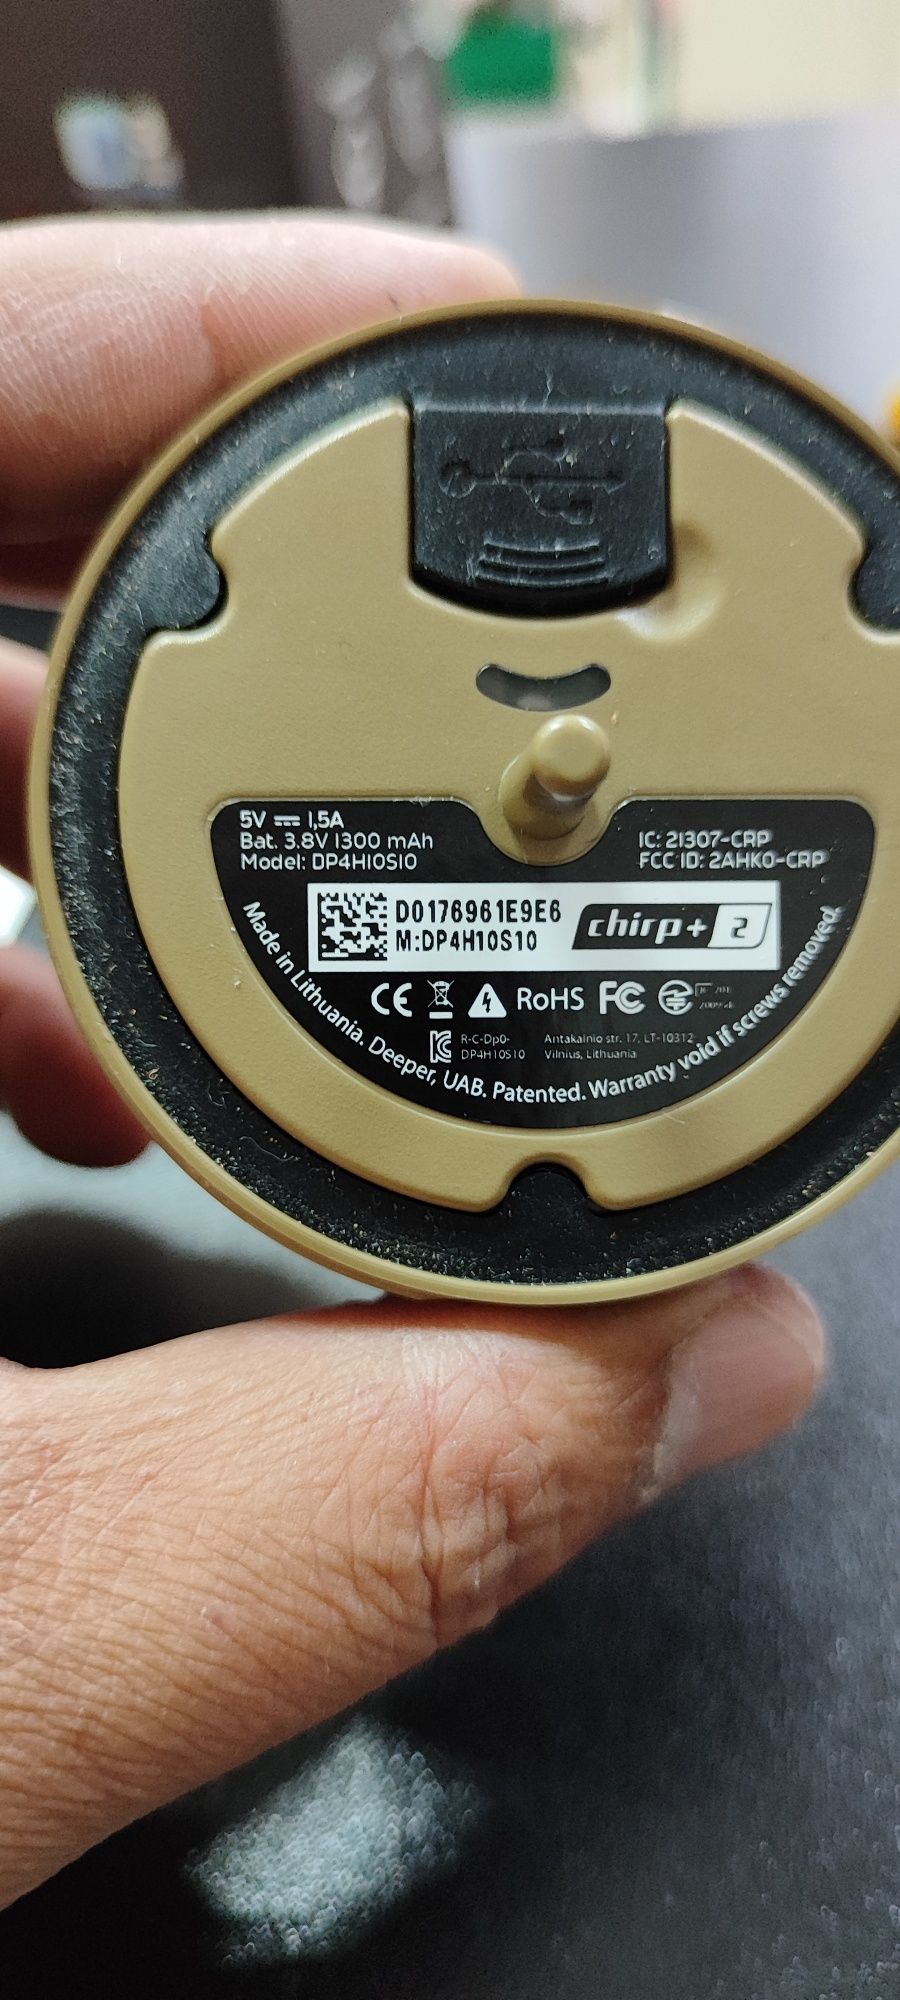 5V ⎓ 1,5A
Bat. 3.8V 1300 mAh
Model: DP4H10S10
IC: 21307-CRP
FCC ID: 2AHKO-CRP
D0176961E9E6
M:DP4H10S10
chirp+ 2
CE RoHS FC
R-C-Dp0-
DP4H10S10
Antakalnio str. 17, LT-10312
Vilnius, Lithuania
Made in Lithuania. Deeper, UAB. Patented. Warranty void if screws removed.